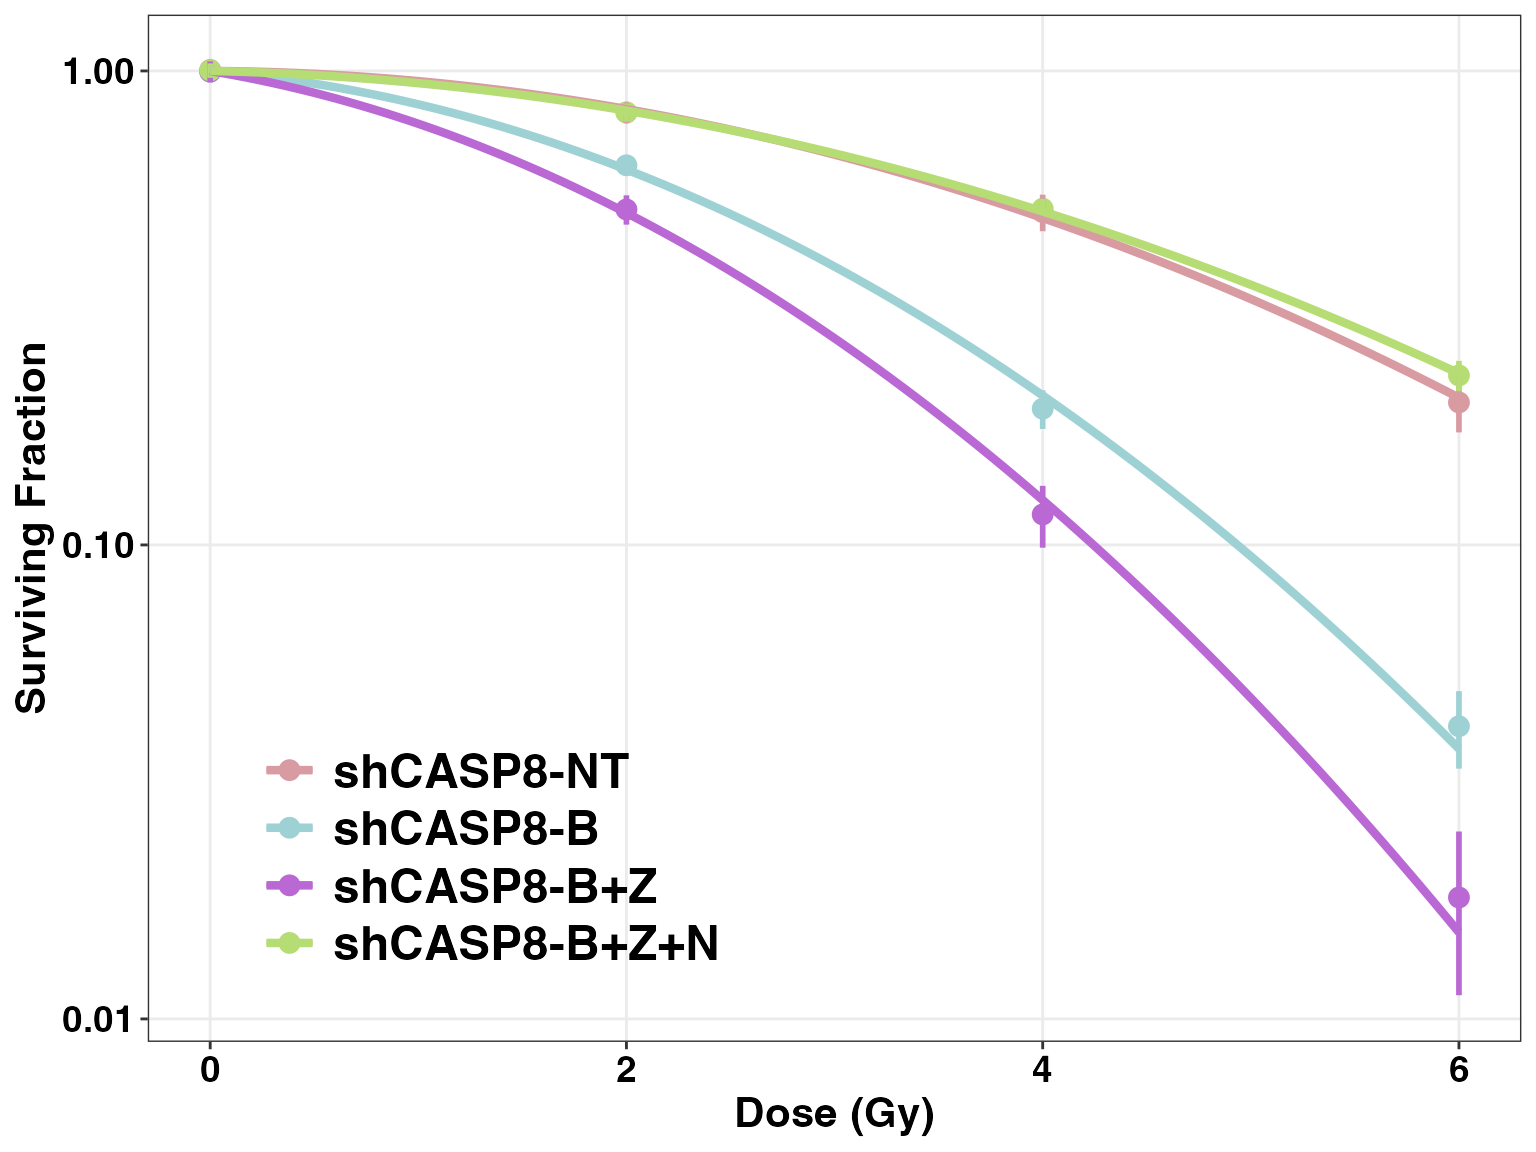 Surviving Fraction
1.00
0.10
0.01
shCASP8-NT
shCASP8-B
shCASP8-B+Z
shCASP8-B+Z+N
0 2 4 6
Dose (Gy)